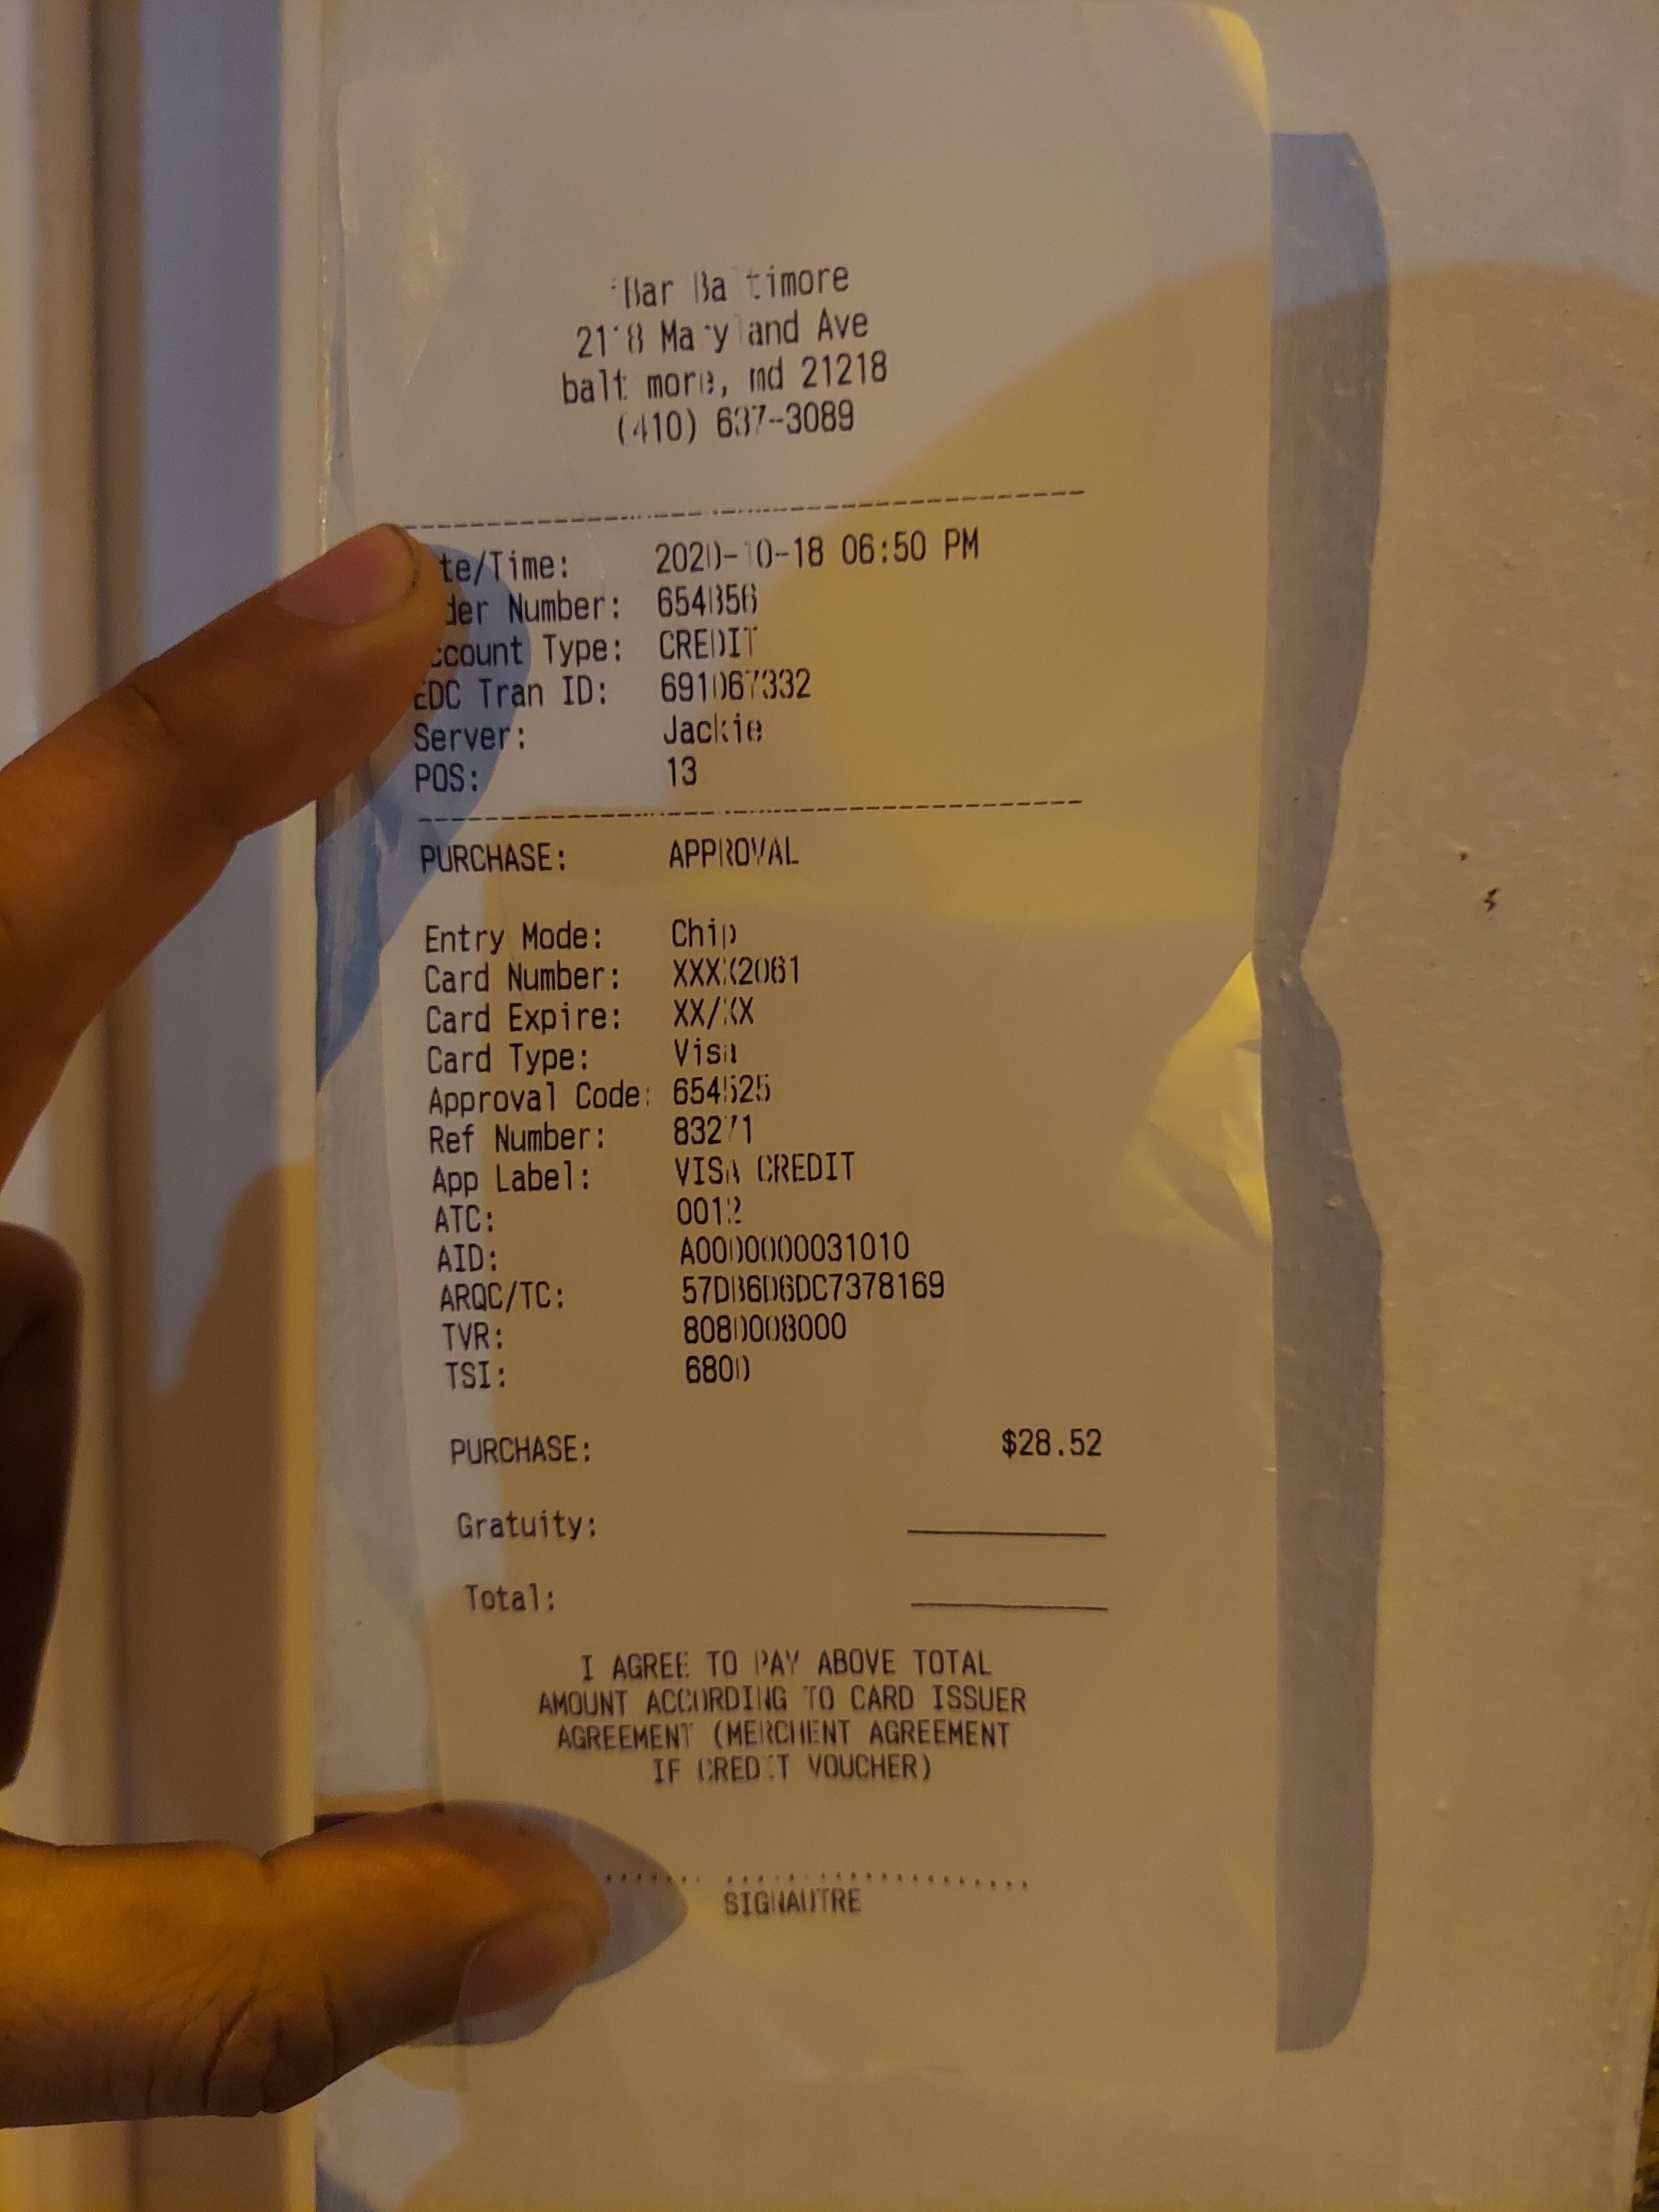 Bar Baltimore
2118 Maryland Ave
baltimore, md 21218
(410) 637-3089
te/Time: 2020-10-18 06:50 PM
der Number: 654856
ccount Type: CREDIT
EDC Tran ID: 691067332
Server: Jackie
POS: 13
PURCHASE: APPROVAL
Entry Mode: Chip
Card Number: XXXX2061
Card Expire: XX/XX
Card Type: Visa
Approval Code: 654525
Ref Number: 83271
App Label: VISA CREDIT
ATC: 0012
AID: A0000000031010
ARQC/TC: 57DB6D6DC7378169
TVR: 8080008000
TSI: 6800
PURCHASE: $28.52
Gratuity:
Total:
I AGREE TO PAY ABOVE TOTAL
AMOUNT ACCORDING TO CARD ISSUER
AGREEMENT (MERCHENT AGREEMENT
IF CREDIT VOUCHER)
SIGNAUTRE